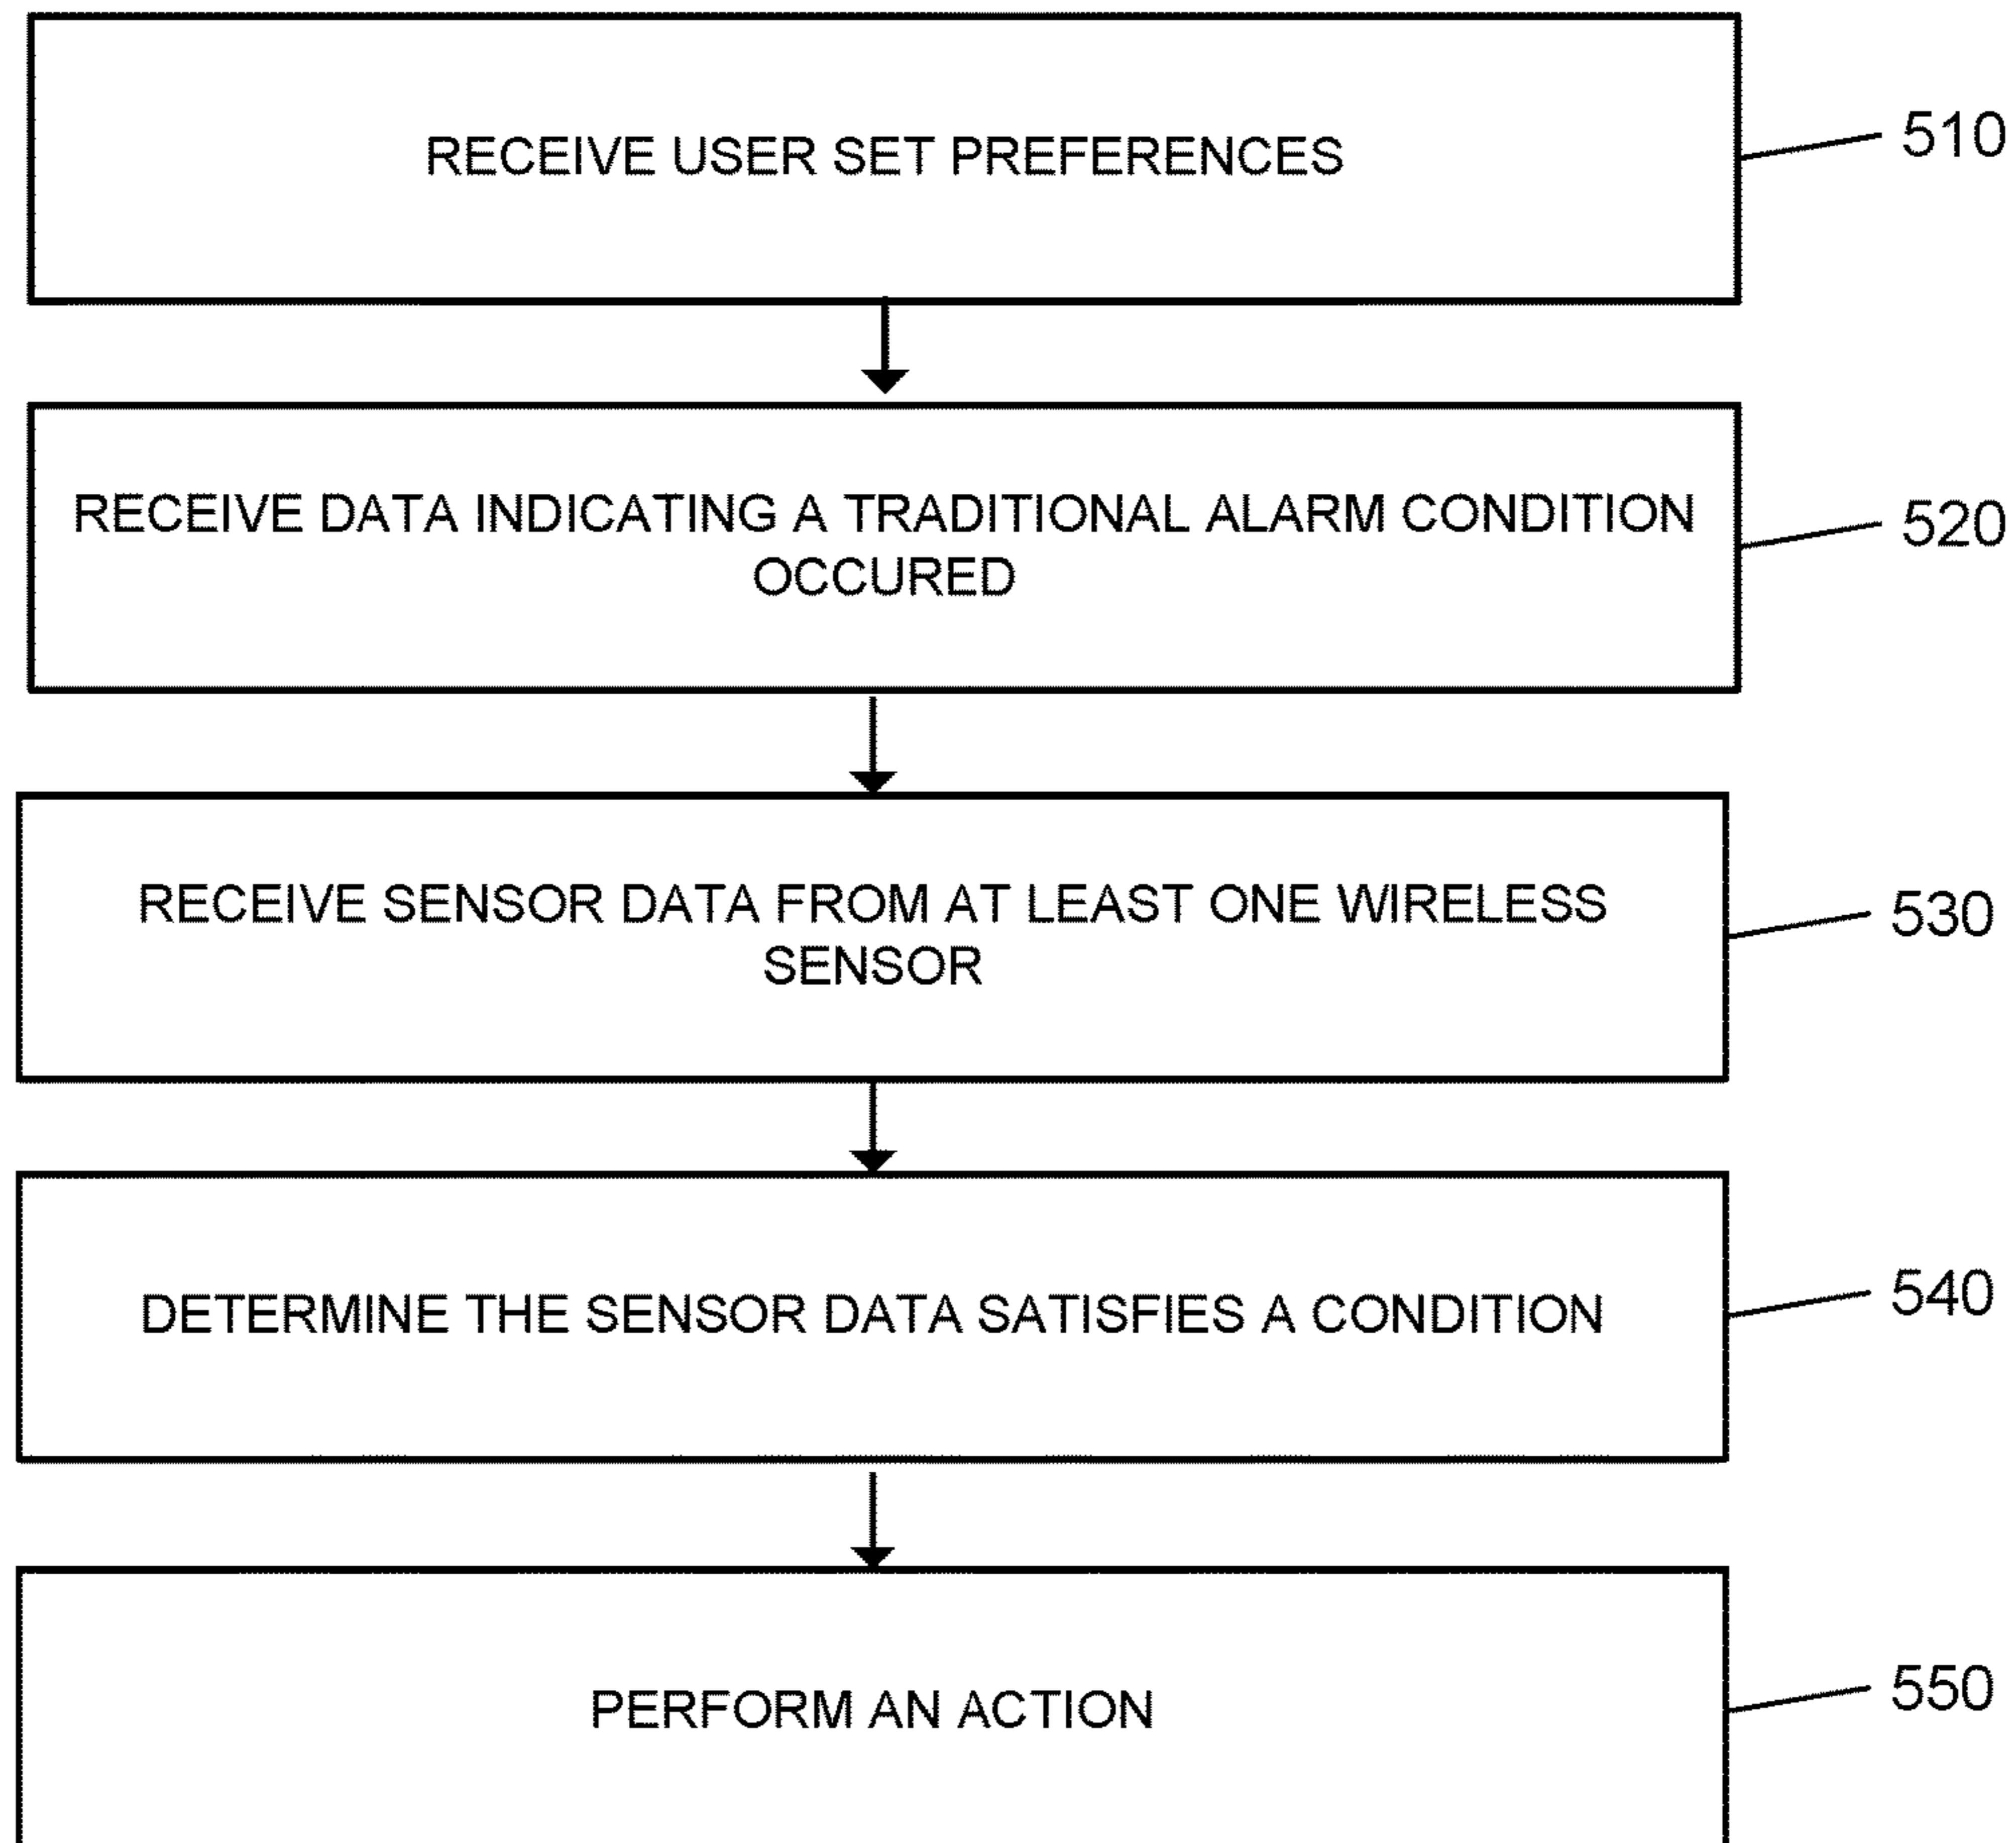 RECEIVE USER SET PREFERENCES
510
RECEIVE DATA INDICATING A TRADITIONAL ALARM CONDITION
OCCURED
520
RECEIVE SENSOR DATA FROM AT LEAST ONE WIRELESS
SENSOR
530
DETERMINE THE SENSOR DATA SATISFIES A CONDITION
540
PERFORM AN ACTION
550